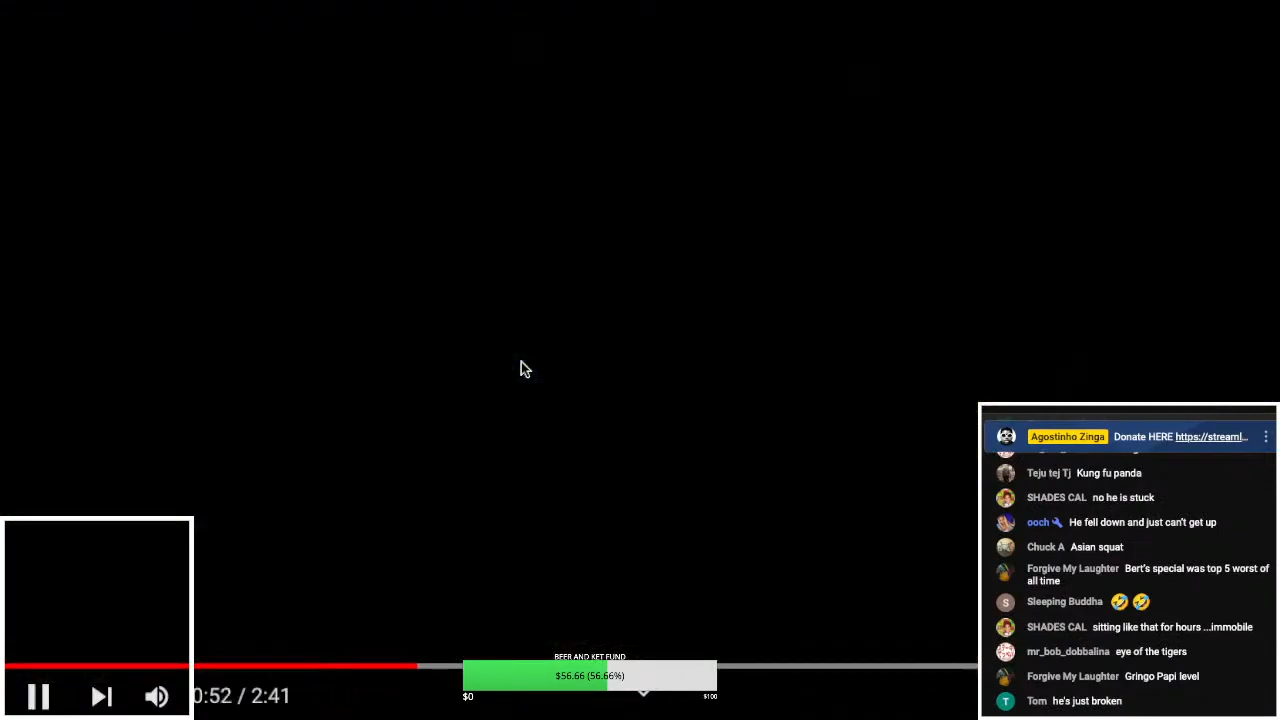 Agostinho Zinga Donate HERE https://streaml...
Teju tej Tj Kung fu panda
SHADES CAL no he is stuck
ooch He fell down and just can't get up
Chuck A Asian squat
Forgive My Laughter Bert's special was top 5 worst of
all time
S Sleeping Buddha
SHADES CAL sitting like that for hours ...immobile
mr_bob_dobbalina eye of the tigers
Forgive My Laughter Gringo Papi level
T Tom he's just broken
BEER AND KET FUND
$56.66 (56.66%)
$0 $100
0:52 / 2:41